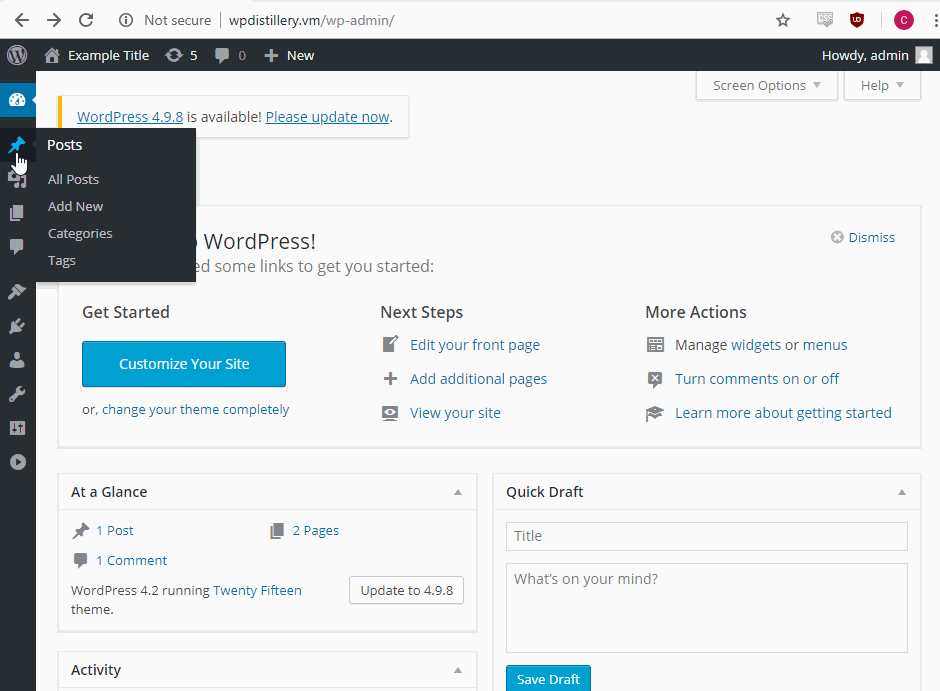 Not secure | wpdistillery.vm/wp-admin/
C
Example Title 5 0 New
Howdy, admin
Screen Options Help
WordPress 4.9.8 is available! Please update now.
Posts
All Posts
Add New
Categories
Tags
WordPress!
some links to get you started:
Dismiss
Get Started
Customize Your Site
or, change your theme completely
Next Steps
Edit your front page
Add additional pages
View your site
More Actions
Manage widgets or menus
Turn comments on or off
Learn more about getting started
At a Glance
1 Post
2 Pages
1 Comment
WordPress 4.2 running Twenty Fifteen
theme.
Update to 4.9.8
Activity
Quick Draft
Title
What's on your mind?
Save Draft